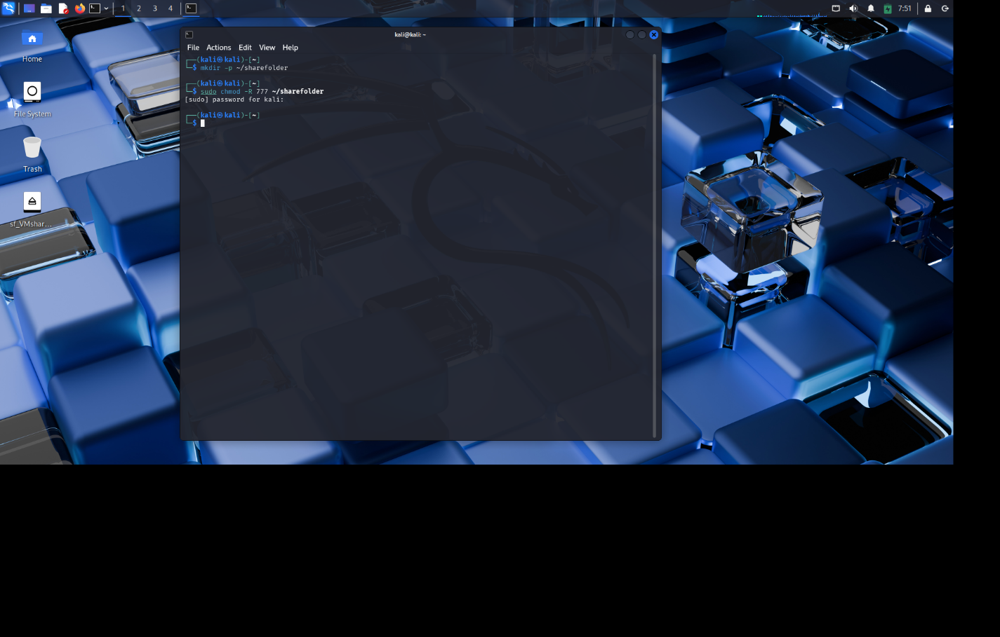 1 2 3 4
7:51
Home
File System
Trash
sf_VMshar...
kali@kali: ~
File Actions Edit View Help
┌──(kali㉿kali)-[~]
└─$ mkdir -p ~/sharefolder
┌──(kali㉿kali)-[~]
└─$ sudo chmod -R 777 ~/sharefolder
[sudo] password for kali:
┌──(kali㉿kali)-[~]
└─$